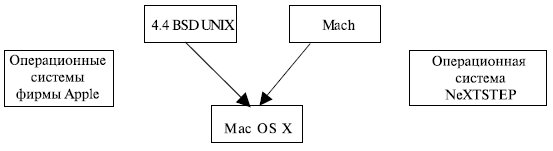 4.4 BSD UNIX
Mach
Операционные
системы
фирмы Apple
Операционная
система
NeXTSTEP
Mac OS X